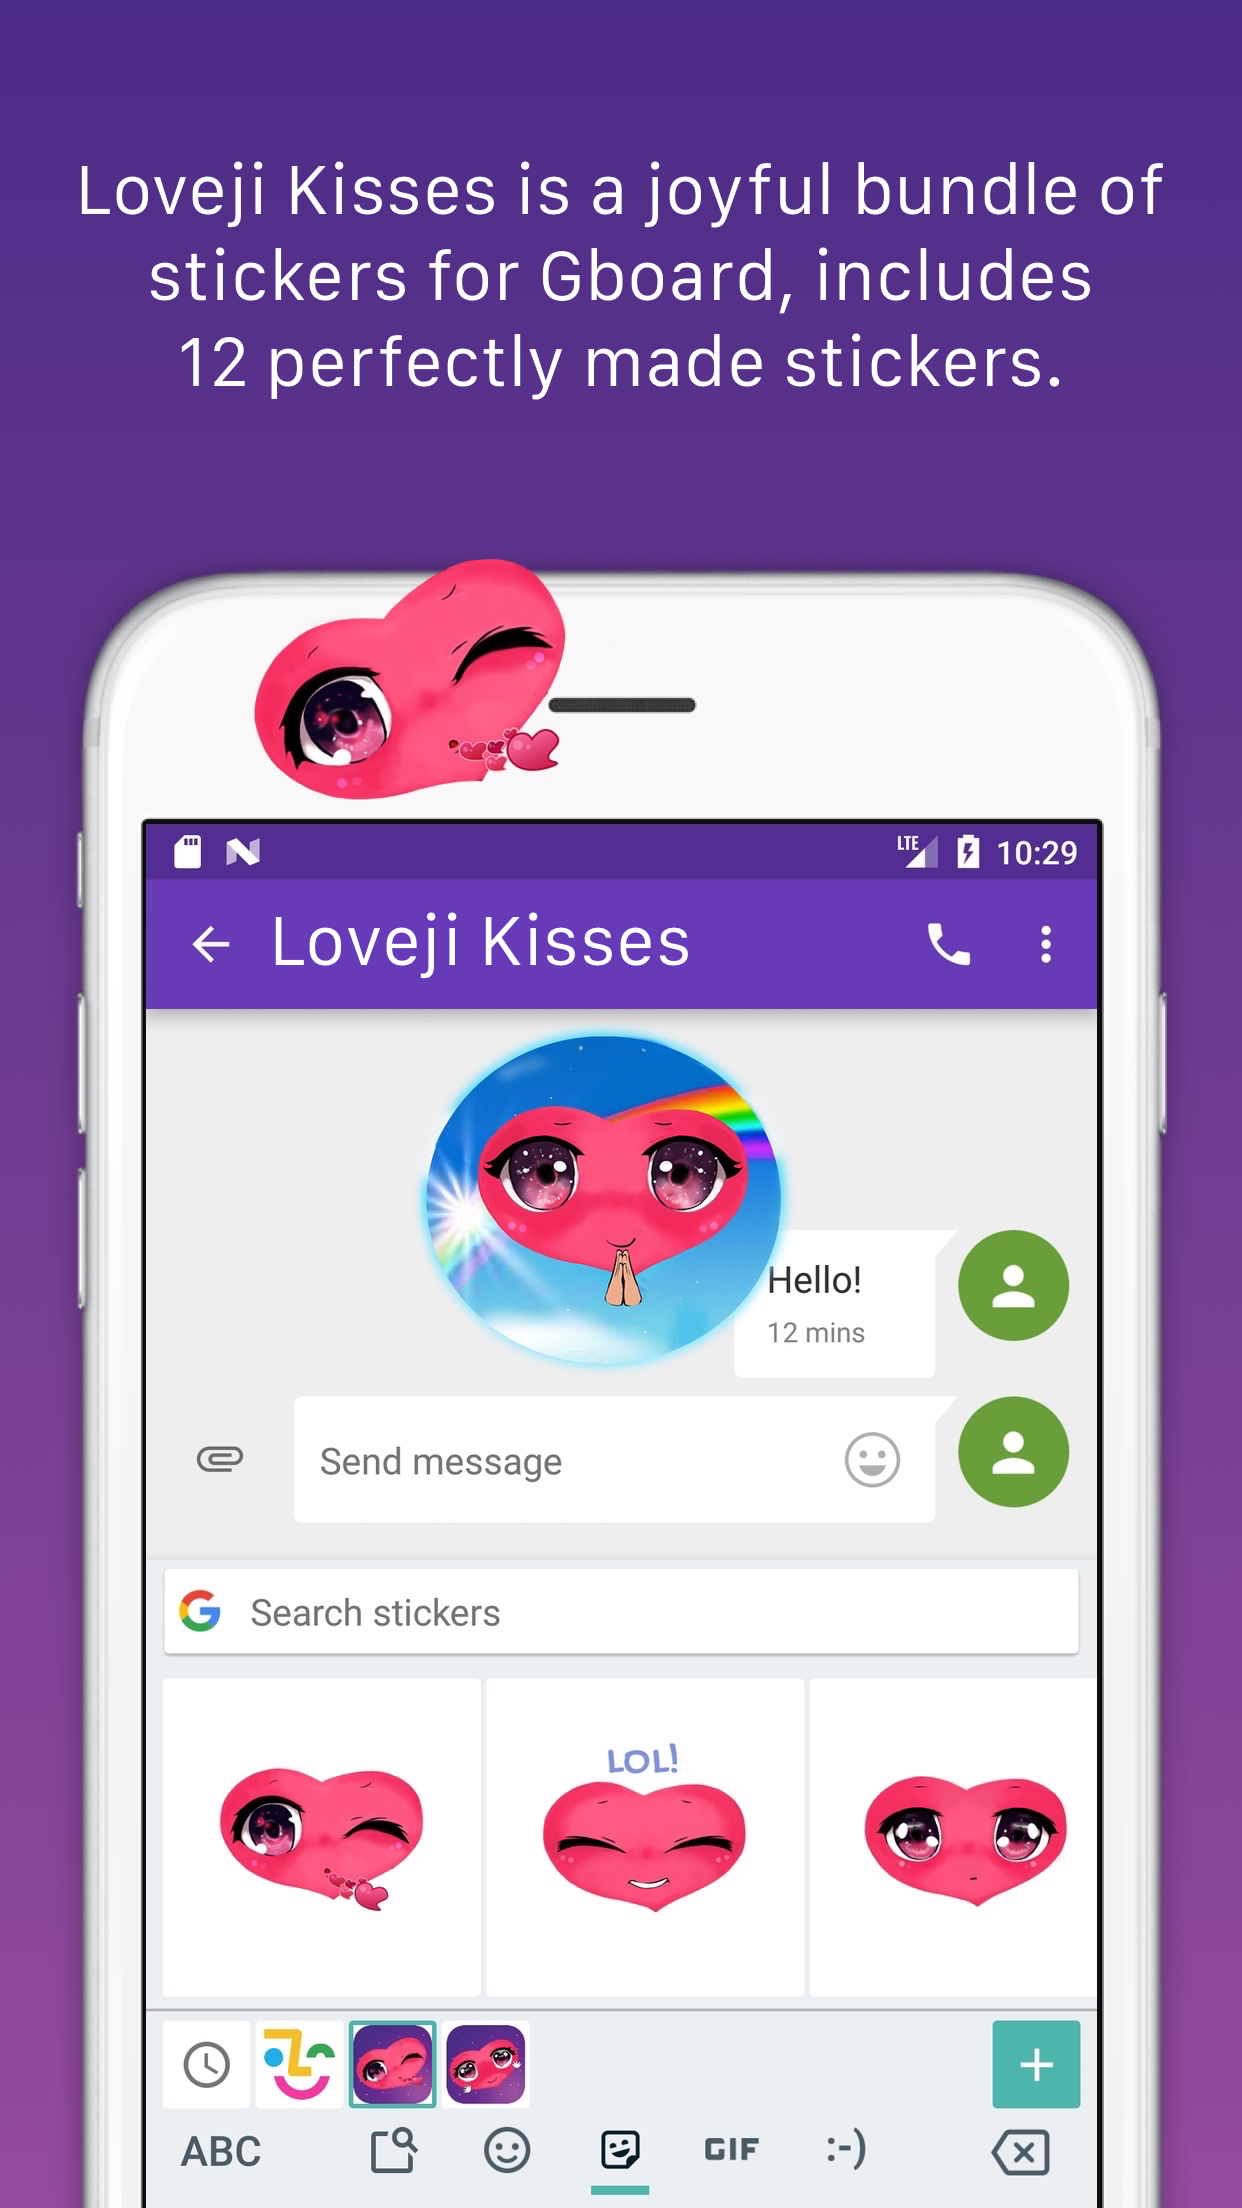 Loveji Kisses is a joyful bundle of
stickers for Gboard, includes
12 perfectly made stickers.
LTE 10:29
Loveji Kisses
Hello!
12 mins
Send message
Search stickers
LOL!
ABC GIF :-)